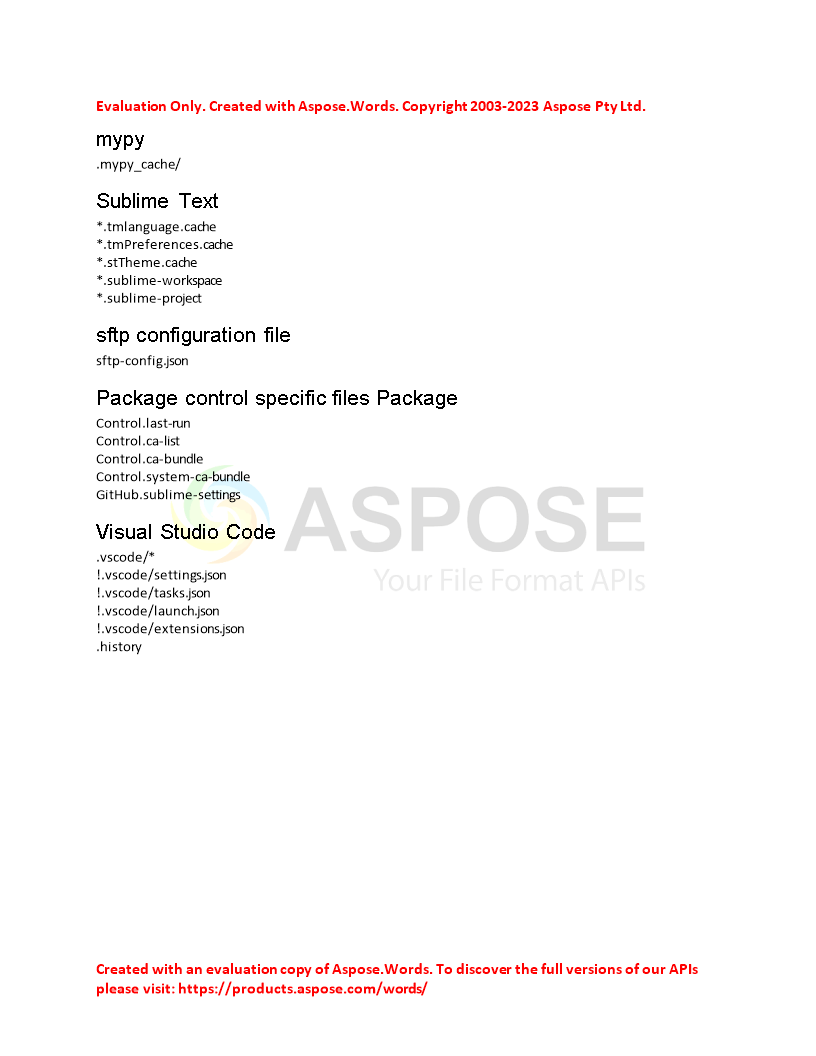 Evaluation Only. Created with Aspose.Words. Copyright 2003-2023 Aspose Pty Ltd.
mypy
.mypy_cache/
Sublime Text
*.tmlanguage.cache
*.tmPreferences.cache
*.stTheme.cache
*.sublime-workspace
*.sublime-project
sftp configuration file
sftp-config.json
Package control specific files Package
Control.last-run
Control.ca-list
Control.ca-bundle
Control.system-ca-bundle
GitHub.sublime-settings
ASPOSE
Your File Format APIs
Visual Studio Code
.vscode/*
!.vscode/settings.json
!.vscode/tasks.json
!.vscode/launch.json
!.vscode/extensions.json
.history
Created with an evaluation copy of Aspose.Words. To discover the full versions of our APIs
please visit: https://products.aspose.com/words/